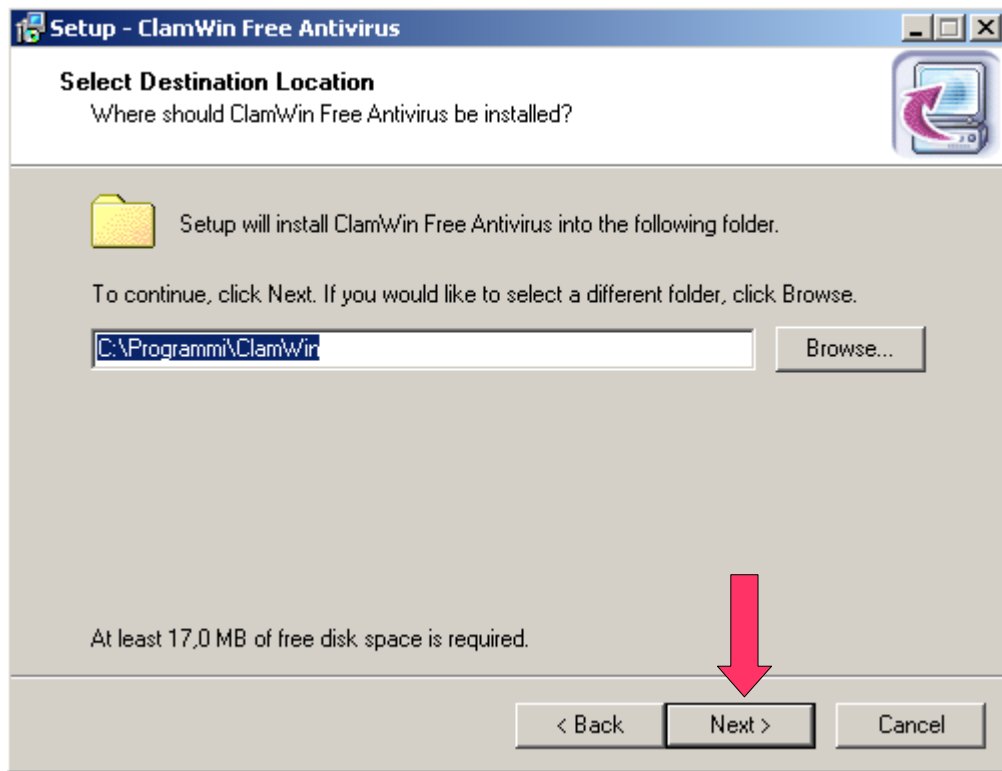 Setup - ClamWin Free Antivirus
Select Destination Location
Where should ClamWin Free Antivirus be installed?
Setup will install ClamWin Free Antivirus into the following folder.
To continue, click Next. If you would like to select a different folder, click Browse.
C:\Programmi\ClamWin
Browse...
At least 17,0 MB of free disk space is required.
< Back
Next >
Cancel